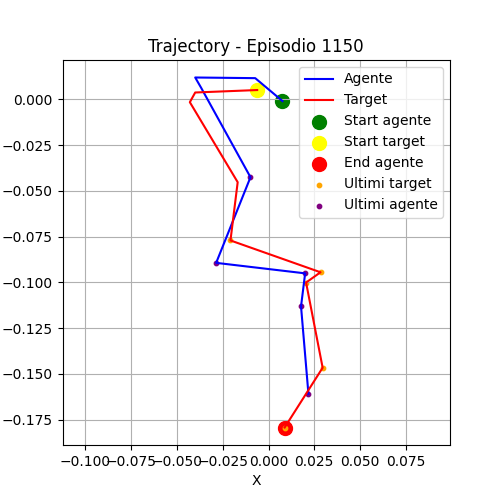 Trajectory - Episodio 1150
Agente
Target
Start agente
Start target
End agente
Ultimi target
Ultimi agente
0.000
−0.025
−0.050
−0.075
−0.100
−0.125
−0.150
−0.175
−0.100 −0.075 −0.050 −0.025 0.000 0.025 0.050 0.075
X